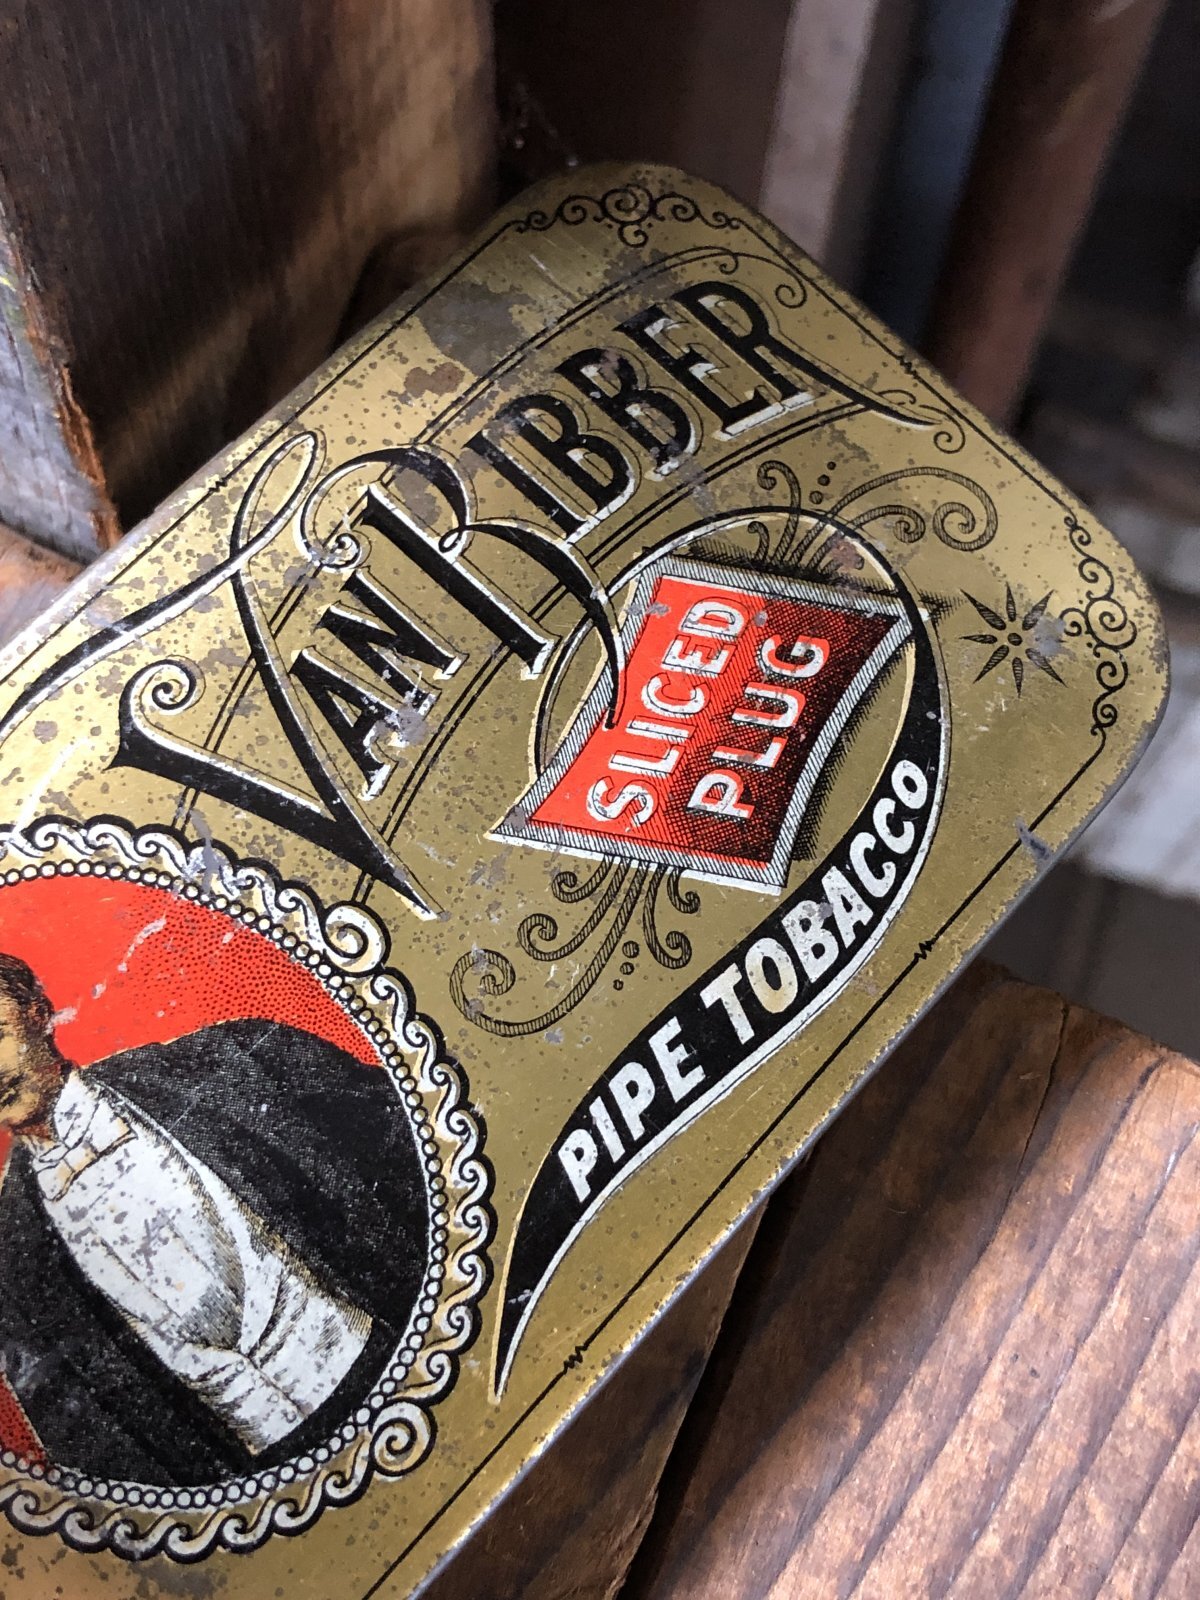 VAN BIBBER
SLICED
PLUG
PIPE TOBACCO